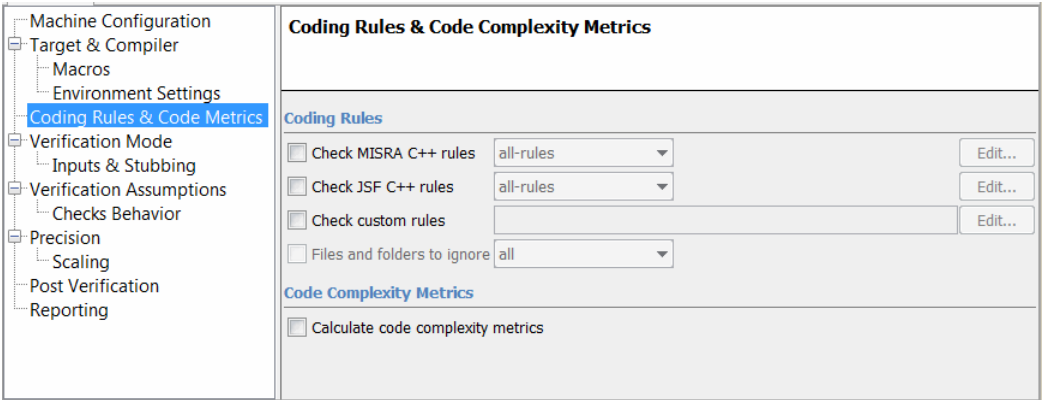 Machine Configuration
Target & Compiler
Macros
Environment Settings
Coding Rules & Code Metrics
Verification Mode
Inputs & Stubbing
Verification Assumptions
Checks Behavior
Precision
Scaling
Post Verification
Reporting
Coding Rules & Code Complexity Metrics
Coding Rules
Check MISRA C++ rules all-rules Edit...
Check JSF C++ rules all-rules Edit...
Check custom rules Edit...
Files and folders to ignore all
Code Complexity Metrics
Calculate code complexity metrics